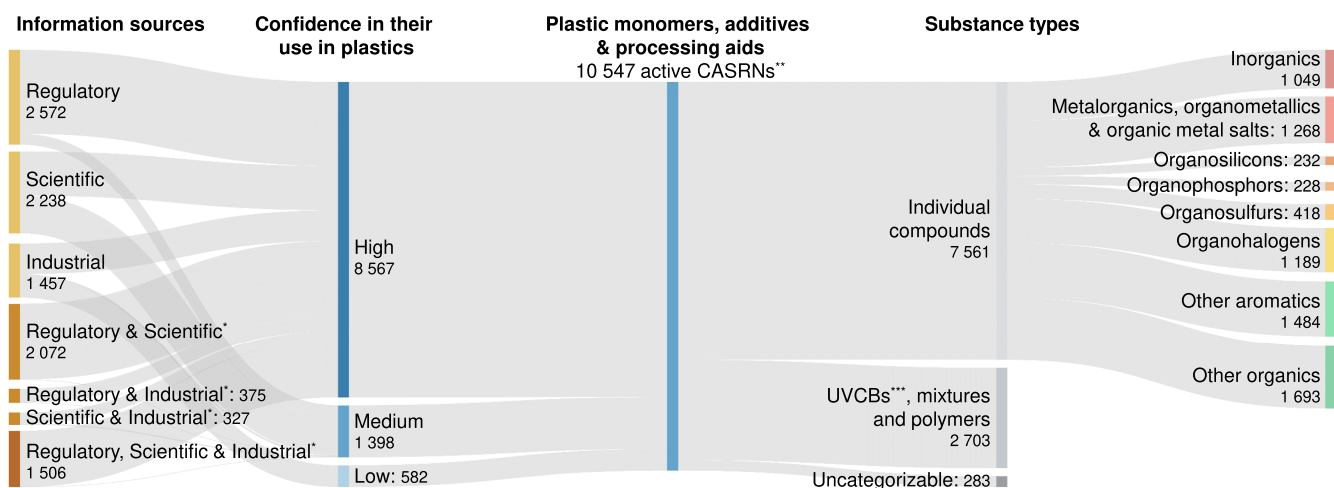 Information sources
Confidence in their
use in plastics
Plastic monomers, additives
& processing aids
10 547 active CASRNs**
Substance types
Regulatory
2 572
Scientific
2 238
Industrial
1 457
Regulatory & Scientific*
2 072
Regulatory & Industrial*: 375
Scientific & Industrial*: 327
Regulatory, Scientific & Industrial*
1 506
High
8 567
Medium
1 398
Low: 582
Individual
compounds
7 561
UVCBs***, mixtures
and polymers
2 703
Uncategorizable: 283
Inorganics
1 049
Metalorganics, organometallics
& organic metal salts: 1 268
Organosilicons: 232
Organophosphors: 228
Organosulfurs: 418
Organohalogens
1 189
Other aromatics
1 484
Other organics
1 693